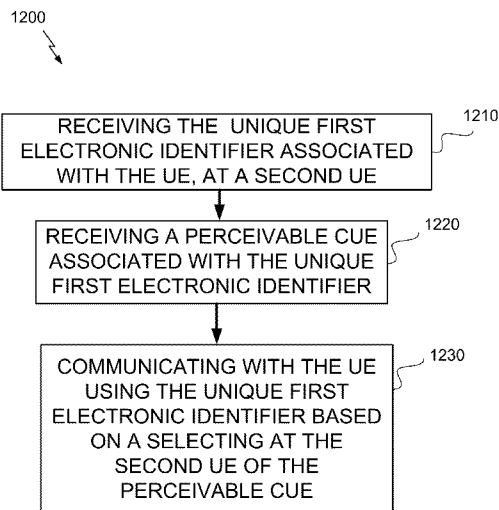 1200
RECEIVING THE UNIQUE FIRST
ELECTRONIC IDENTIFIER ASSOCIATED
WITH THE UE, AT A SECOND UE
1210
RECEIVING A PERCEIVABLE CUE
ASSOCIATED WITH THE UNIQUE
FIRST ELECTRONIC IDENTIFIER
1220
COMMUNICATING WITH THE UE
USING THE UNIQUE FIRST
ELECTRONIC IDENTIFIER BASED
ON A SELECTING AT THE
SECOND UE OF THE
PERCEIVABLE CUE
1230